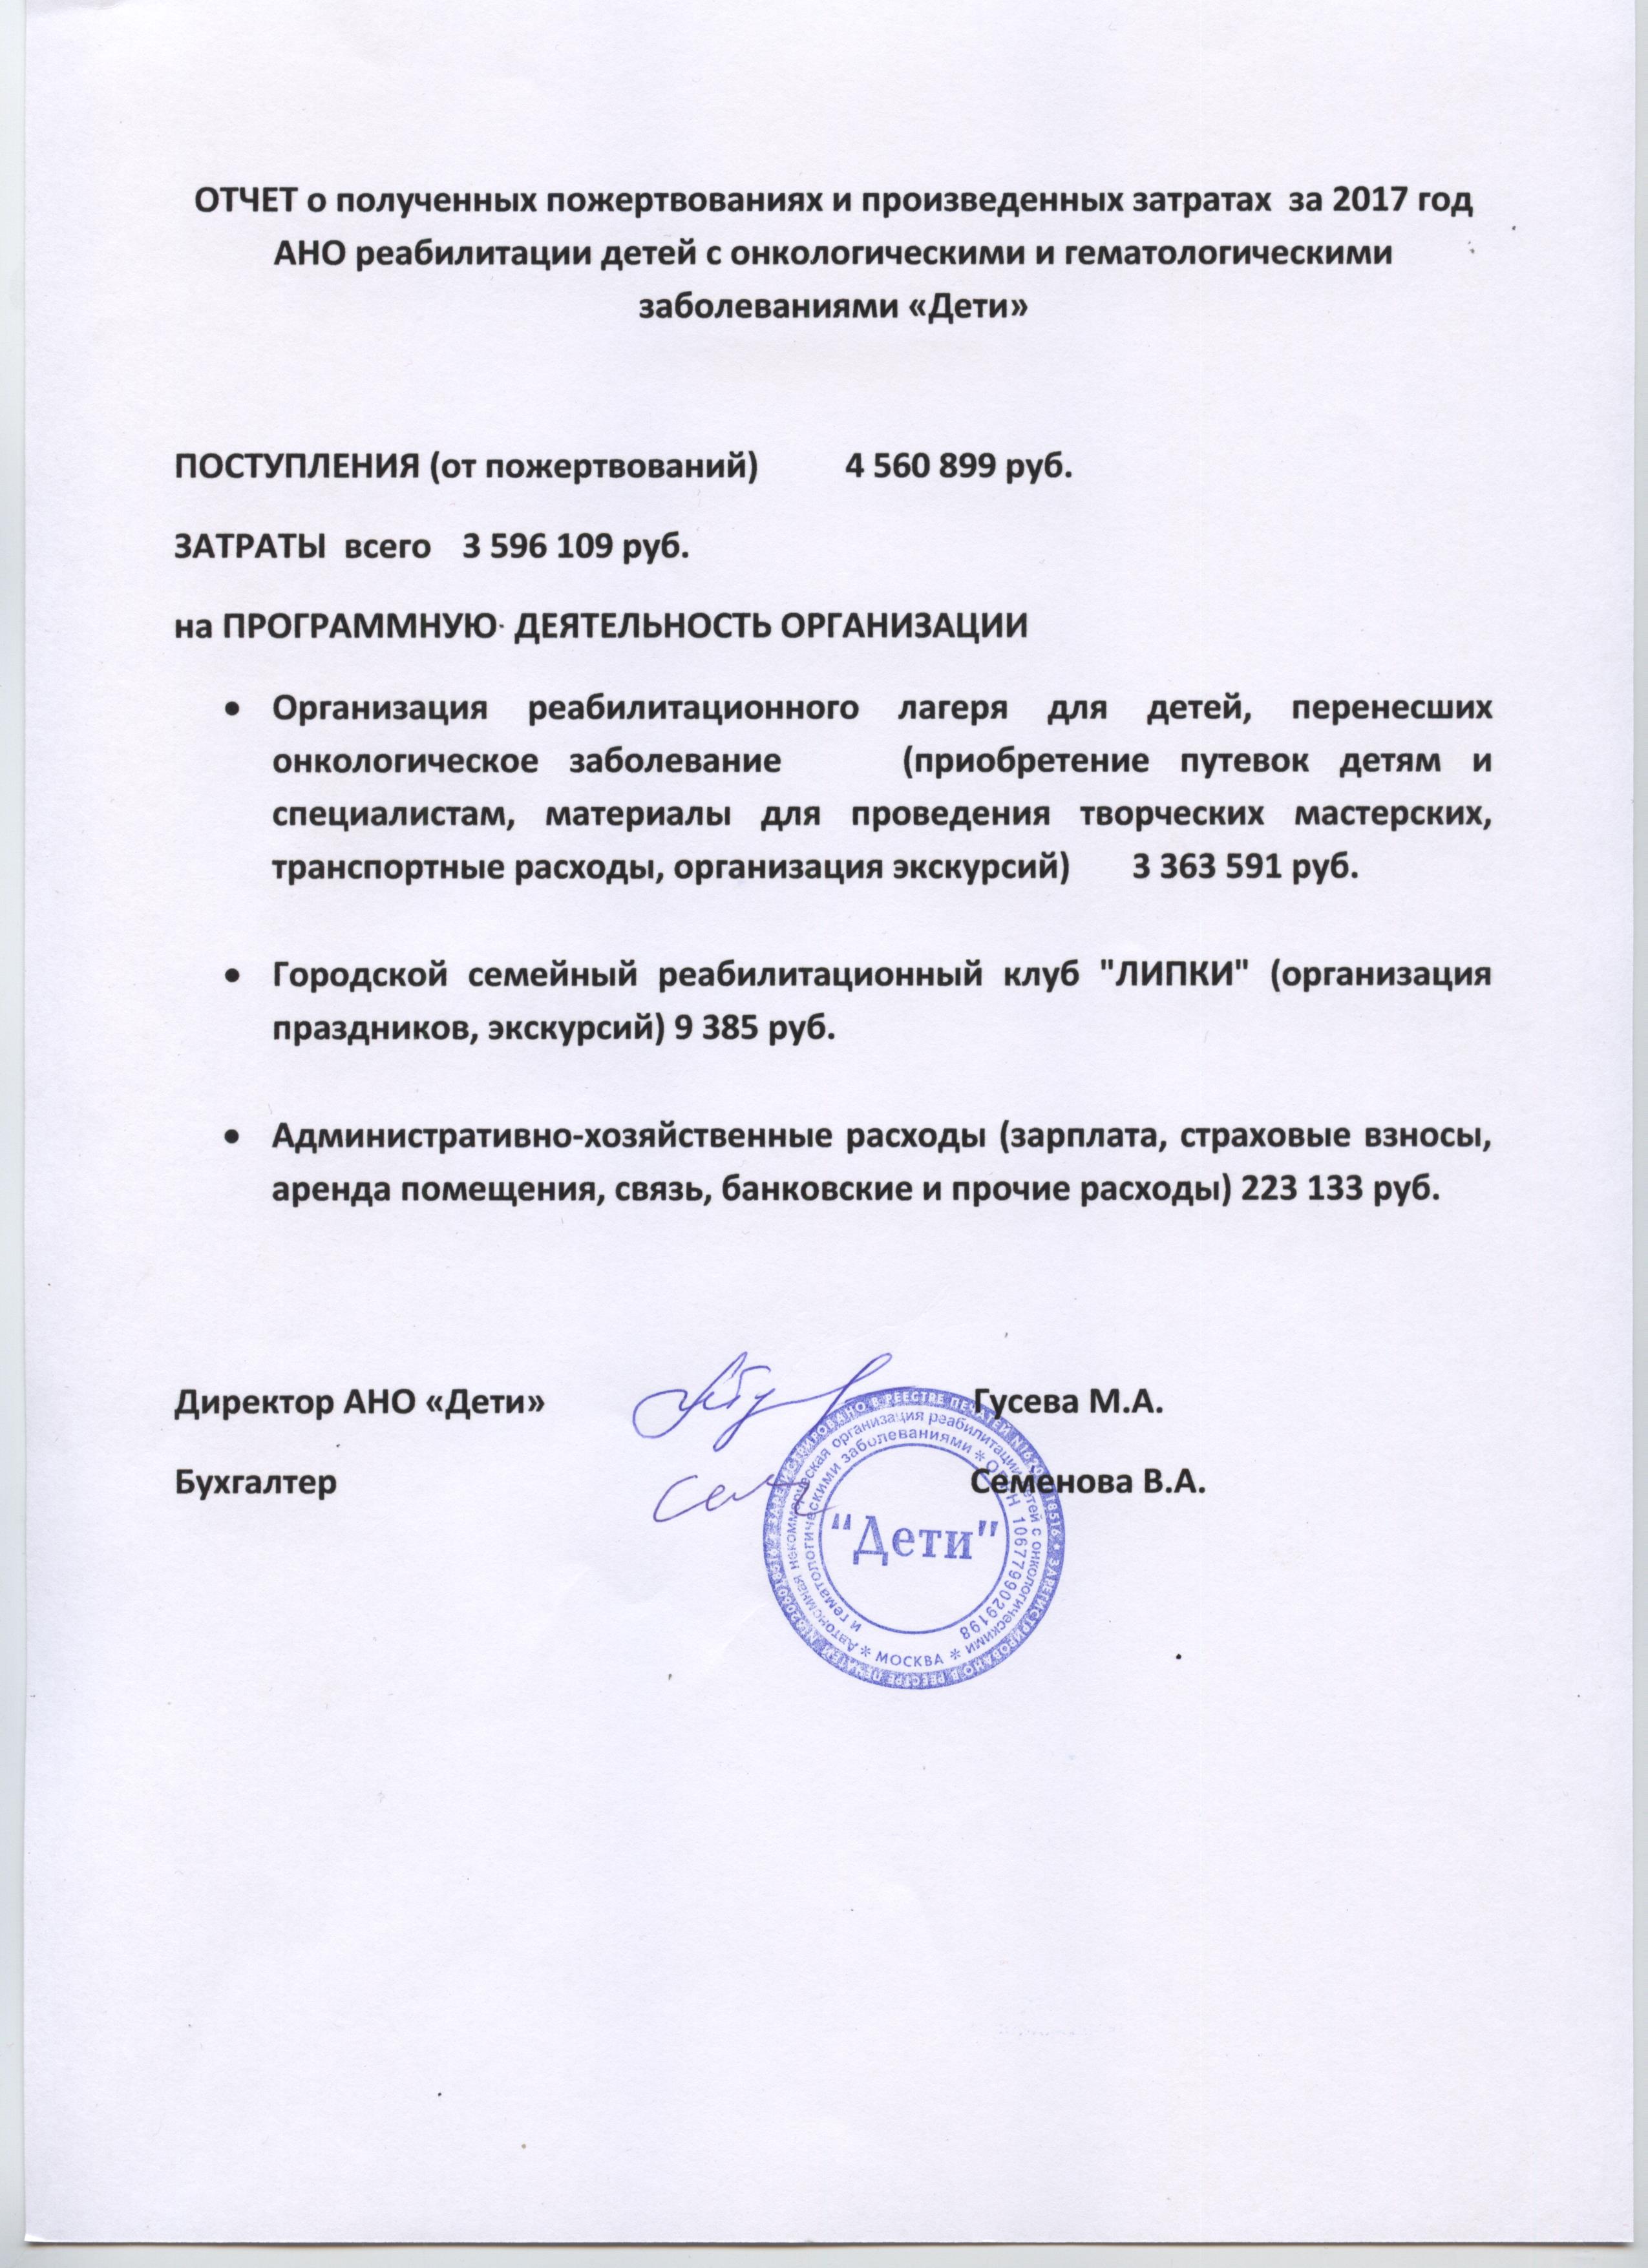 ОТЧЕТ о полученных пожертвованиях и произведенных затратах за 2017 год
АНО реабилитации детей с онкологическими и гематологическими
заболеваниями «Дети»
ПОСТУПЛЕНИЯ (от пожертвований) 4 560 899 руб.
ЗАТРАТЫ всего 3 596 109 руб.
на ПРОГРАММНУЮ ДЕЯТЕЛЬНОСТЬ ОРГАНИЗАЦИИ
• Организация реабилитационного лагеря для детей, перенесших
онкологическое заболевание (приобретение путевок детям и
специалистам, материалы для проведения творческих мастерских,
транспортные расходы, организация экскурсий) 3 363 591 руб.
• Городской семейный реабилитационный клуб "ЛИПКИ" (организация
праздников, экскурсий) 9 385 руб.
• Административно-хозяйственные расходы (зарплата, страховые взносы,
аренда помещения, связь, банковские и прочие расходы) 223 133 руб.
Директор АНО «Дети» Гусева М.А.
Бухгалтер Семенова В.А.
ЗАРЕГИСТРИРОВАНО В РЕЕСТРЕ ПЕЧАТЕЙ
Автономная некоммерческая организация реабилитации детей с онкологическими
и гематологическими заболеваниями * ОГРН 1067799029198
* МОСКВА *
"Дети"